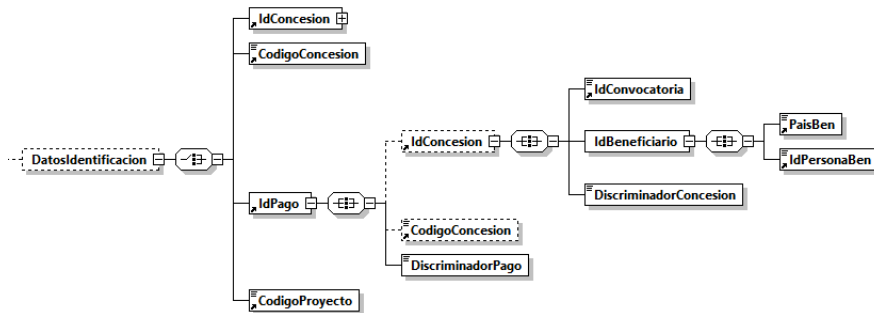 IdConcesion
CodigoConcesion
IdConvocatoria
PaisBen
IdConcesion
IdBeneficiario
DatosIdentificacion
IdPersonaBen
IdPago
DiscriminadorConcesion
CodigoConcesion
DiscriminadorPago
CodigoProyecto